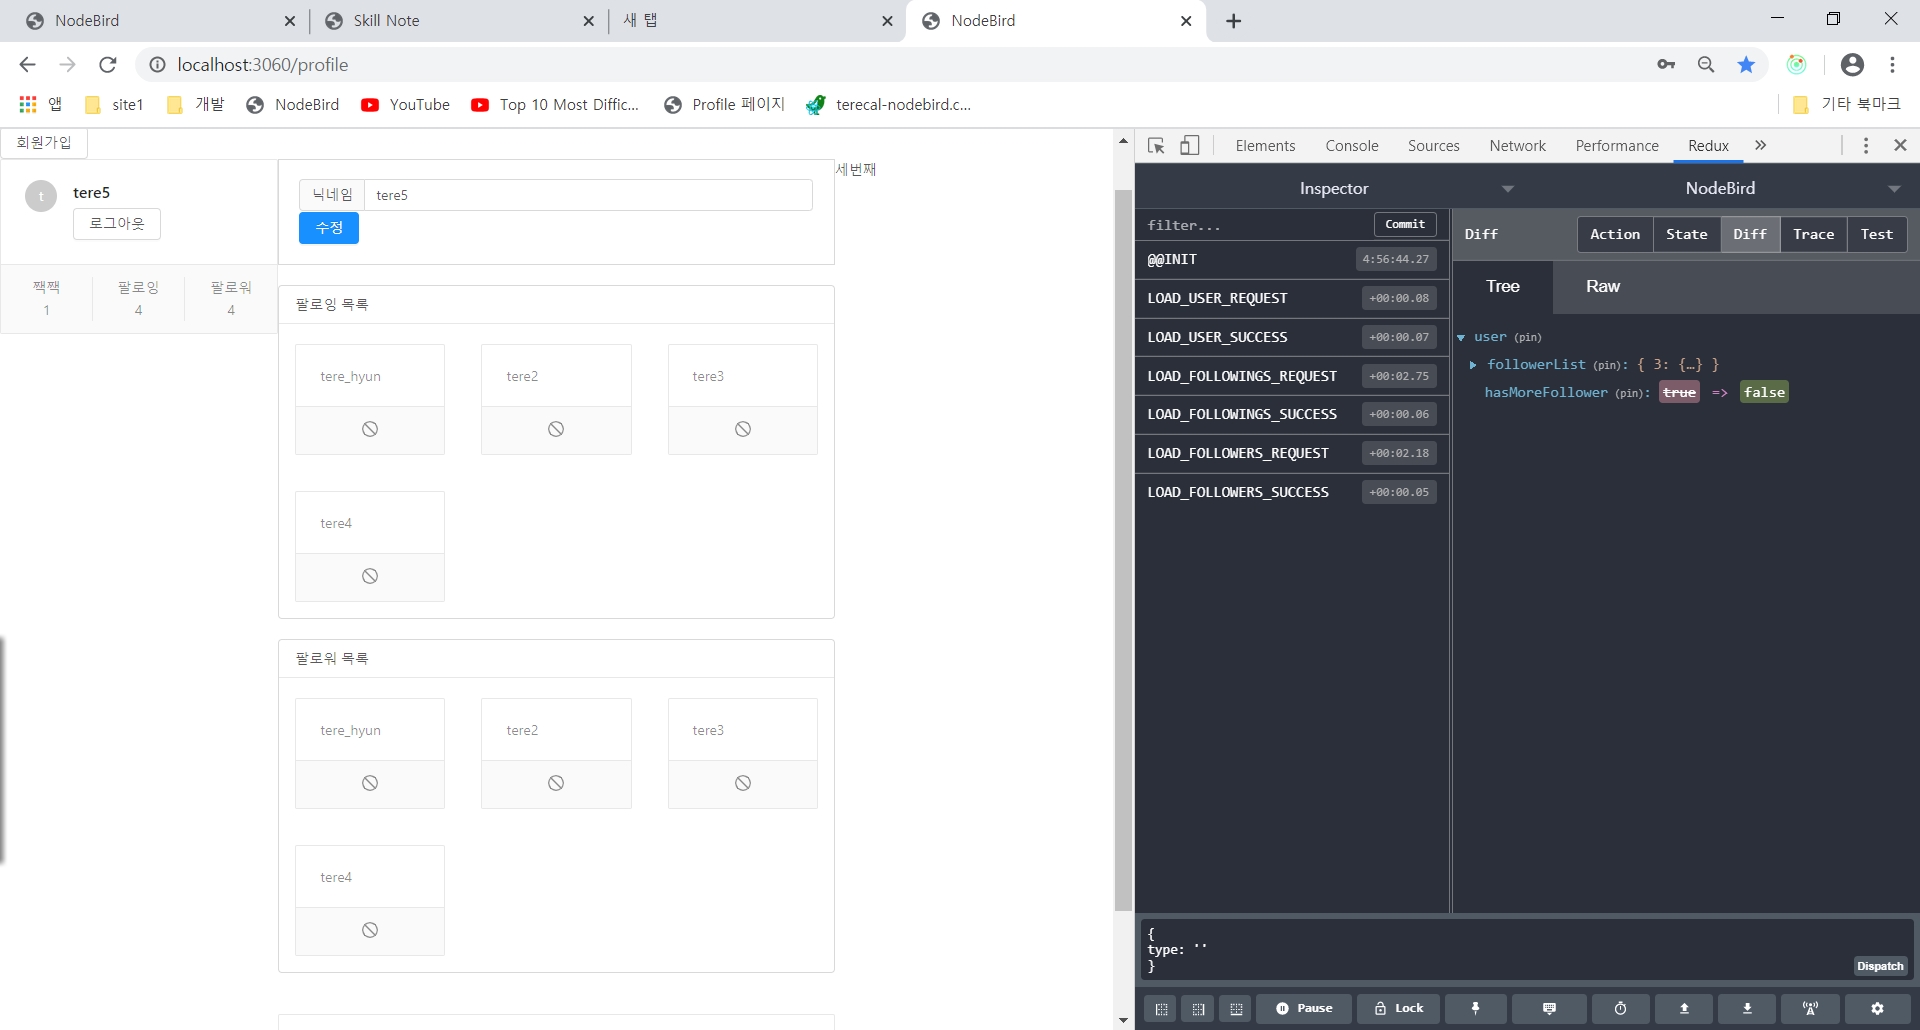 NodeBird
Skill Note
새 탭
NodeBird
localhost:3060/profile
앱
site1
개발
NodeBird
YouTube
Top 10 Most Diffic...
Profile 페이지
terecal-nodebird.c...
기타 북마크
회원가입
t
tere5
로그아웃
짹짹
1
팔로잉
4
팔로워
4
닉네임
tere5
수정
세번째
팔로잉 목록
tere_hyun
tere2
tere3
tere4
팔로워 목록
tere_hyun
tere2
tere3
tere4
Elements
Console
Sources
Network
Performance
Redux
Inspector
NodeBird
filter...
Commit
@@INIT
4:56:44.27
LOAD_USER_REQUEST
+00:00.08
LOAD_USER_SUCCESS
+00:00.07
LOAD_FOLLOWINGS_REQUEST
+00:02.75
LOAD_FOLLOWINGS_SUCCESS
+00:00.06
LOAD_FOLLOWERS_REQUEST
+00:02.18
LOAD_FOLLOWERS_SUCCESS
+00:00.05
Diff
Action
State
Diff
Trace
Test
Tree
Raw
user (pin)
followerList (pin): { 3: {…} }
hasMoreFollower (pin): true => false
{
type: ''
}
Dispatch
Pause
Lock